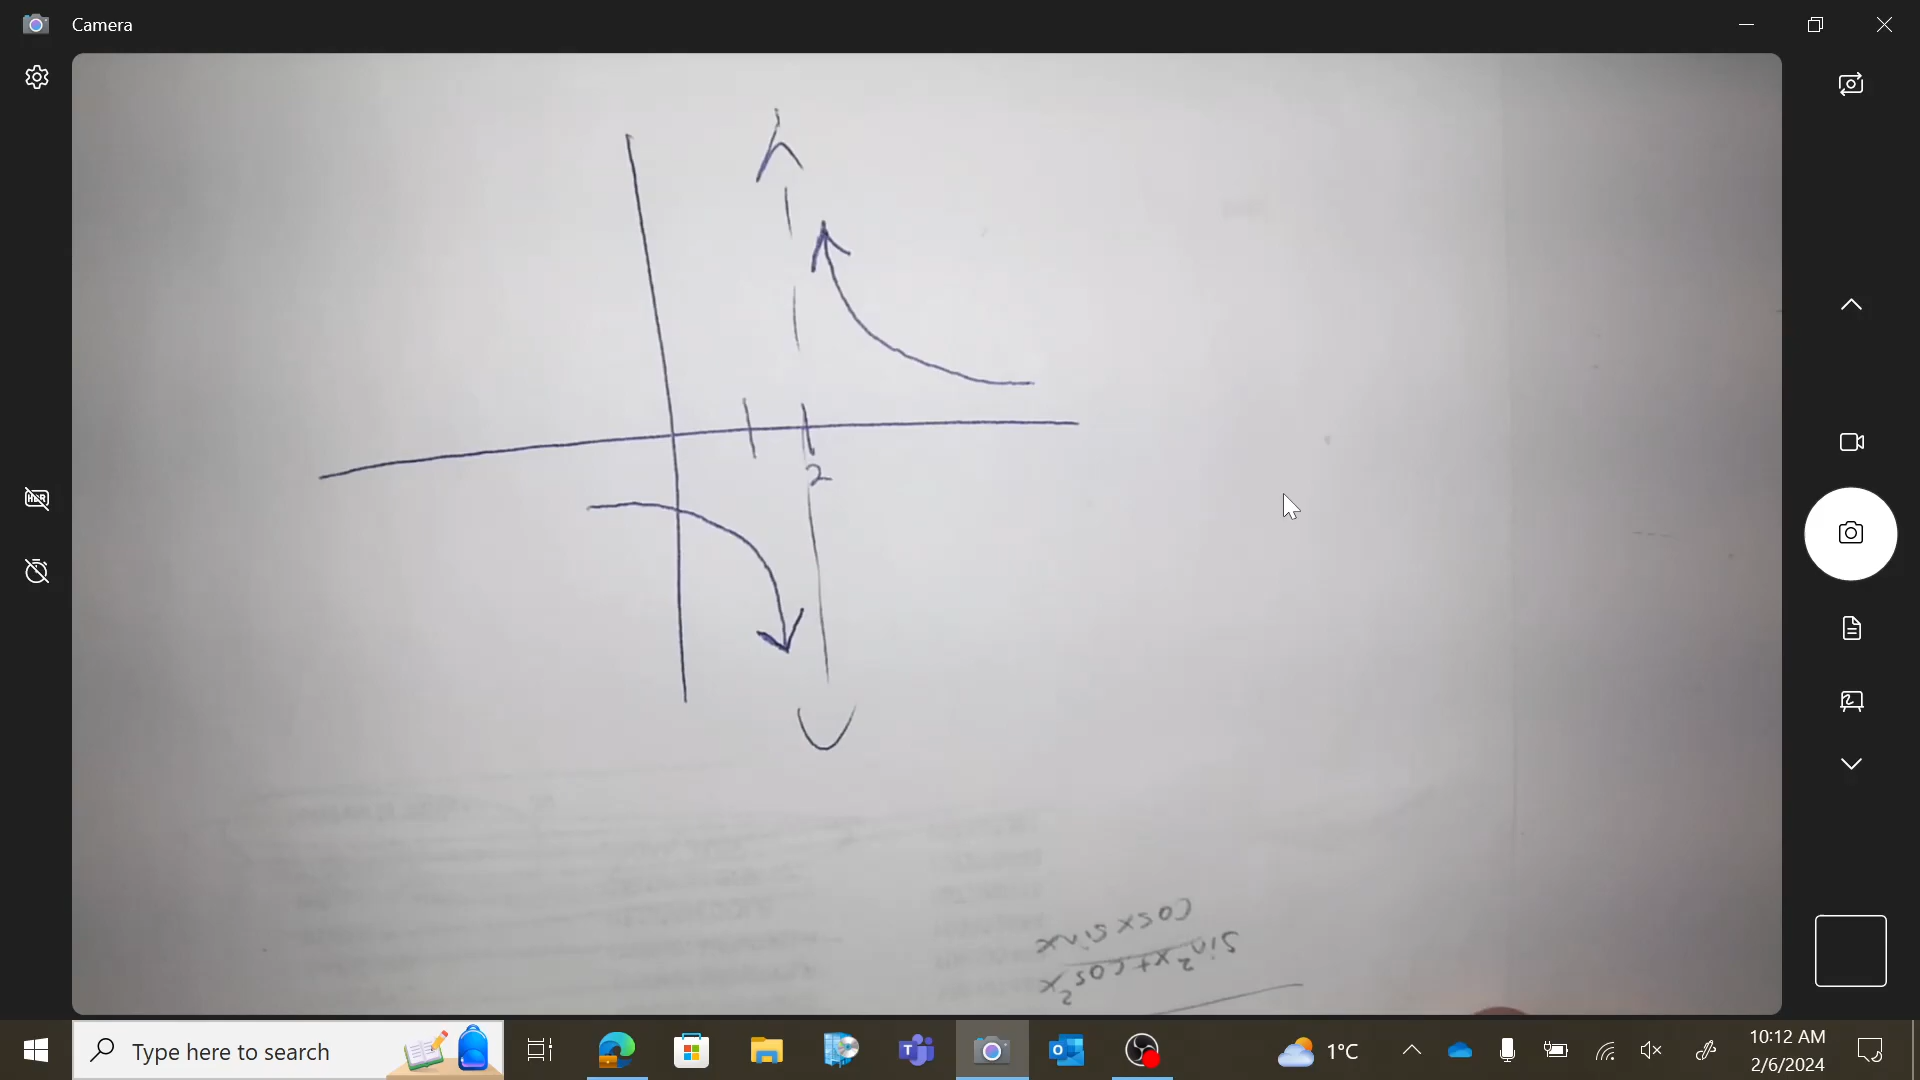 Camera
2
cosx sinx
sin²x+cos²x
Type here to search
1°C
10:12 AM
2/6/2024